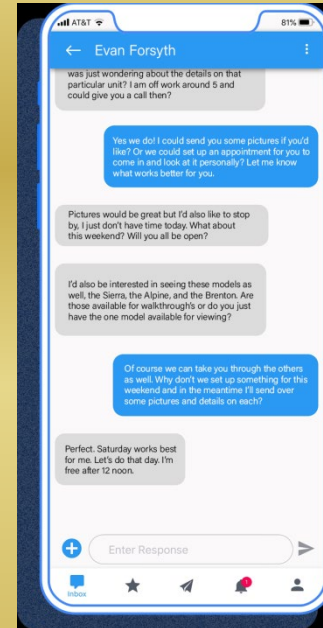 AT&T
81%
Evan Forsyth
was just wondering about the details on that
particular unit? I am off work around 5 and
could give you a call then?
Yes we do! I could send you some pictures if you'd
like? Or we could set up an appointment for you to
come in and look at it personally? Let me know
what works better for you.
Pictures would be great but I'd also like to stop
by, I just don't have time today. What about
this weekend? Will you all be open?
I'd also be interested in seeing these models as
well, the Sierra, the Alpine, and the Brenton. Are
those available for walkthrough's or do you just
have the one model available for viewing?
Of course we can take you through the others
as well. Why don't we set up something for this
weekend and in the meantime I'll send over
some pictures and details on each?
Perfect. Saturday works best
for me. Let's do that day. I'm
free after 12 noon.
Enter Response
1
Inbox